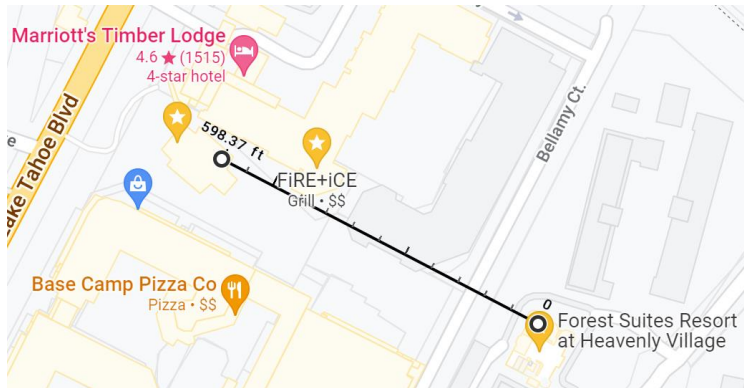 Marriott's Timber Lodge
4.6 ★ (1515)
4-star hotel
598.37 ft
Bellamy Ct.
FiRE+iCE
Grill • $$
ake Tahoe Blvd
e
Base Camp Pizza Co
Pizza • $$
0
Forest Suites Resort
at Heavenly Village